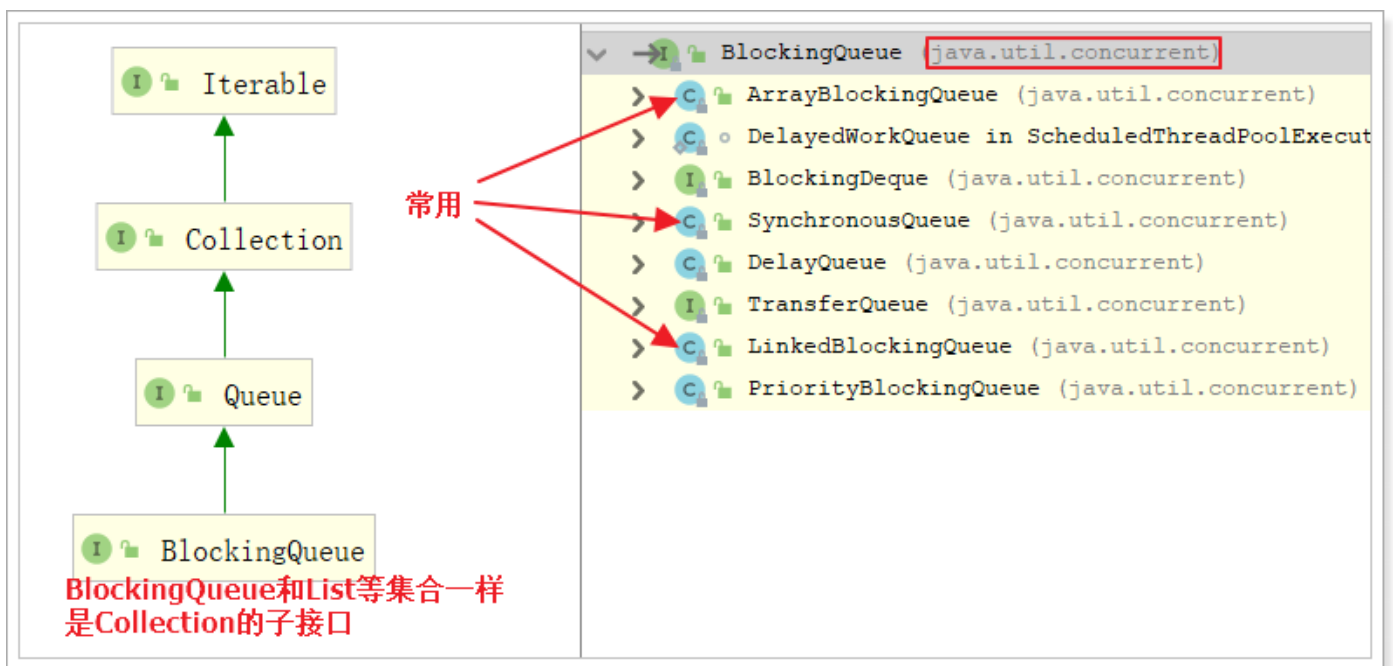 Iterable
Collection
Queue
BlockingQueue
BlockingQueue和List等集合一样
是Collection的子接口
常用
BlockingQueue (java.util.concurrent)
ArrayBlockingQueue (java.util.concurrent)
DelayedWorkQueue in ScheduledThreadPoolExecut
BlockingDeque (java.util.concurrent)
SynchronousQueue (java.util.concurrent)
DelayQueue (java.util.concurrent)
TransferQueue (java.util.concurrent)
LinkedBlockingQueue (java.util.concurrent)
PriorityBlockingQueue (java.util.concurrent)